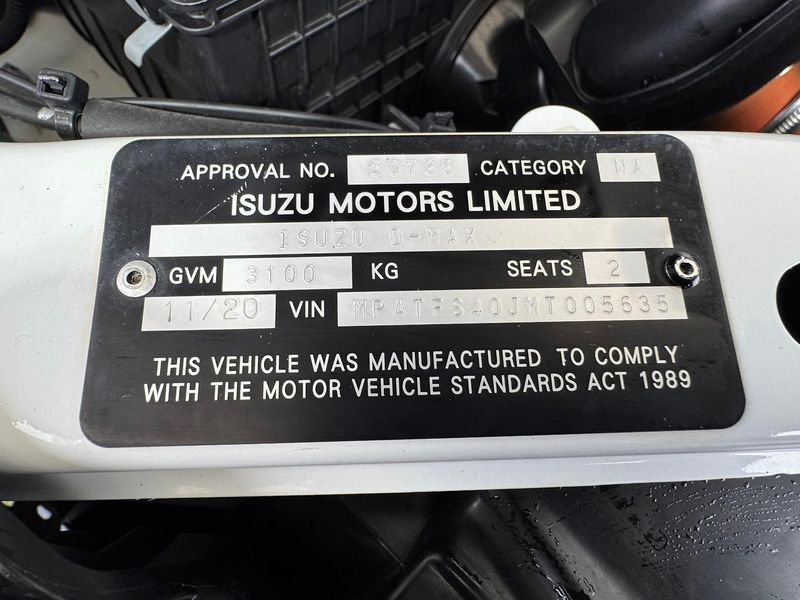 APPROVAL NO. 50736 CATEGORY NA
ISUZU MOTORS LIMITED
ISUZU D-MAX
GVM 3100 KG SEATS 2
11/20 VIN MPATFS40JMT005635
THIS VEHICLE WAS MANUFACTURED TO COMPLY
WITH THE MOTOR VEHICLE STANDARDS ACT 1989